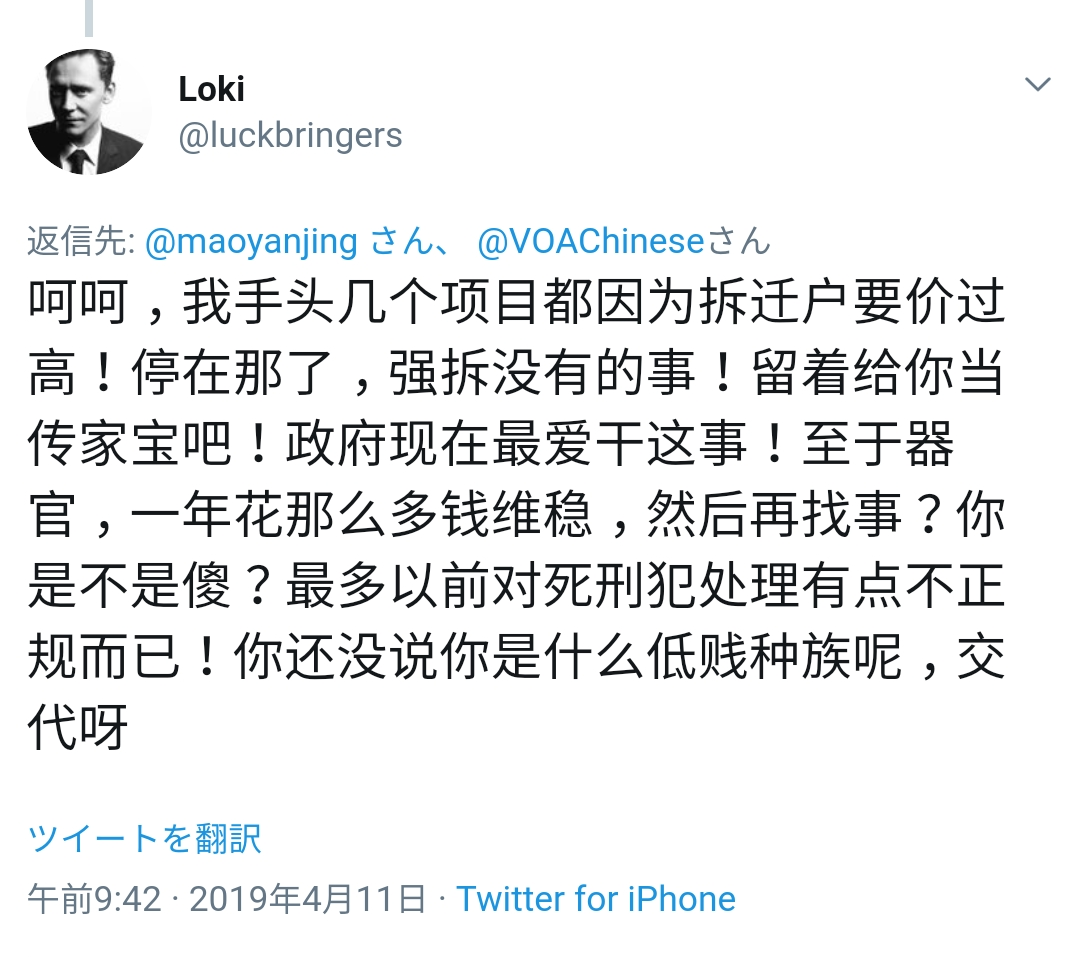 Loki
@luckbringers
返信先: @maoyanjing さん、 @VOAChineseさん
呵呵，我手头几个项目都因为拆迁户要价过
高！停在那了，强拆没有的事！留着给你当
传家宝吧！政府现在最爱干这事！至于器
官，一年花那么多钱维稳，然后再找事？你
是不是傻？最多以前对死刑犯处理有点不正
规而已！你还没说你是什么低贱种族呢，交
代呀
ツイートを翻訳
午前9:42 · 2019年4月11日 · Twitter for iPhone